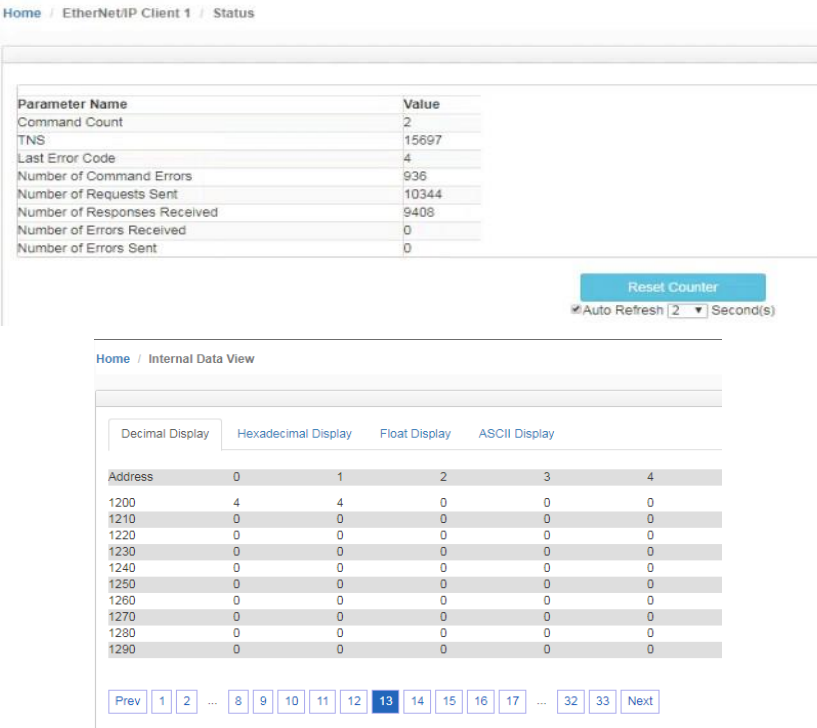 Home / EtherNet/IP Client 1 / Status
Parameter Name Value
Command Count 2
TNS 15697
Last Error Code 4
Number of Command Errors 936
Number of Requests Sent 10344
Number of Responses Received 9408
Number of Errors Received 0
Number of Errors Sent 0
Reset Counter
Auto Refresh 2 Second(s)
Home / Internal Data View
Decimal Display Hexadecimal Display Float Display ASCII Display
Address 0 1 2 3 4
1200 4 4 0 0 0
1210 0 0 0 0 0
1220 0 0 0 0 0
1230 0 0 0 0 0
1240 0 0 0 0 0
1250 0 0 0 0 0
1260 0 0 0 0 0
1270 0 0 0 0 0
1280 0 0 0 0 0
1290 0 0 0 0 0
Prev 1 2 ... 8 9 10 11 12 13 14 15 16 17 ... 32 33 Next